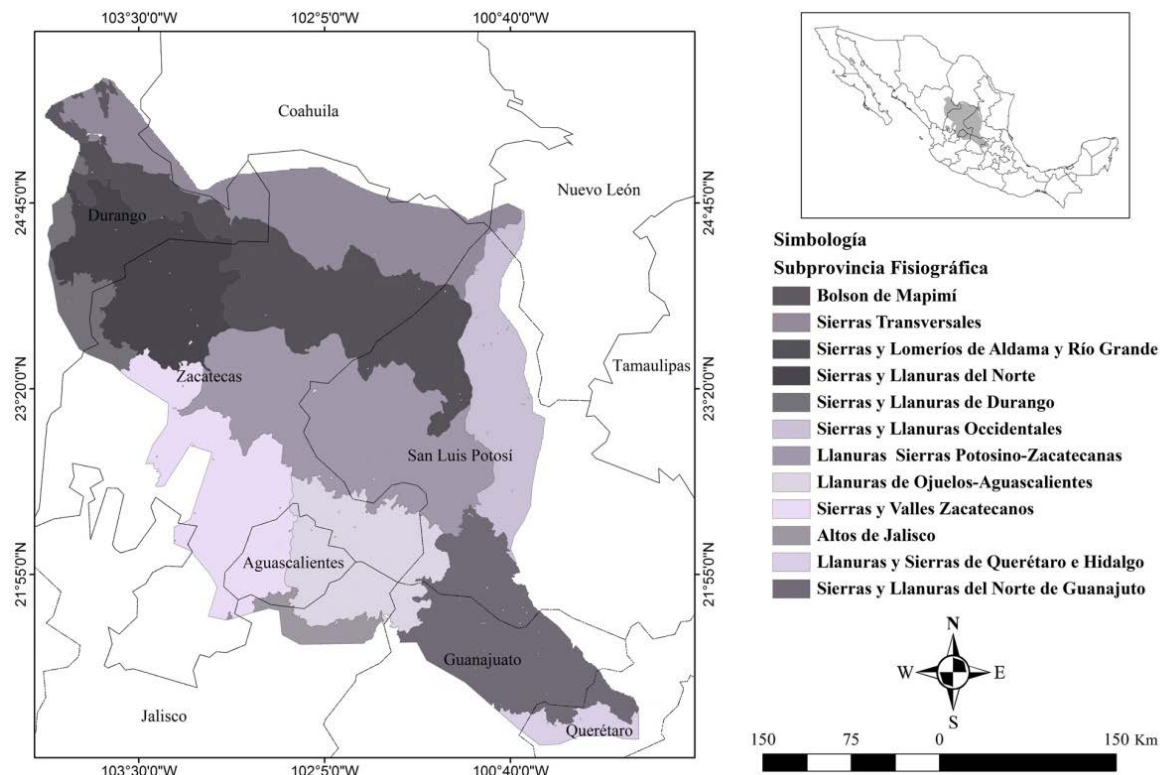 103°30'0"W 102°5'0"W 100°40'0"W
Coahuila
Nuevo León
24°45'0"N
24°45'0"N
Durango
Tamaulipas
Zacatecas
23°20'0"N
23°20'0"N
San Luis Potosí
Aguascalientes
21°55'0"N
21°55'0"N
Guanajuato
Jalisco
Querétaro
103°30'0"W 102°5'0"W 100°40'0"W
Simbología
Subprovincia Fisiográfica
Bolson de Mapimí
Sierras Transversales
Sierras y Lomeríos de Aldama y Río Grande
Sierras y Llanuras del Norte
Sierras y Llanuras de Durango
Sierras y Llanuras Occidentales
Llanuras Sierras Potosino-Zacatecanas
Llanuras de Ojuelos-Aguascalientes
Sierras y Valles Zacatecanos
Altos de Jalisco
Llanuras y Sierras de Querétaro e Hidalgo
Sierras y Llanuras del Norte de Guanajuto
N
W E
S
150 75 0 150 Km